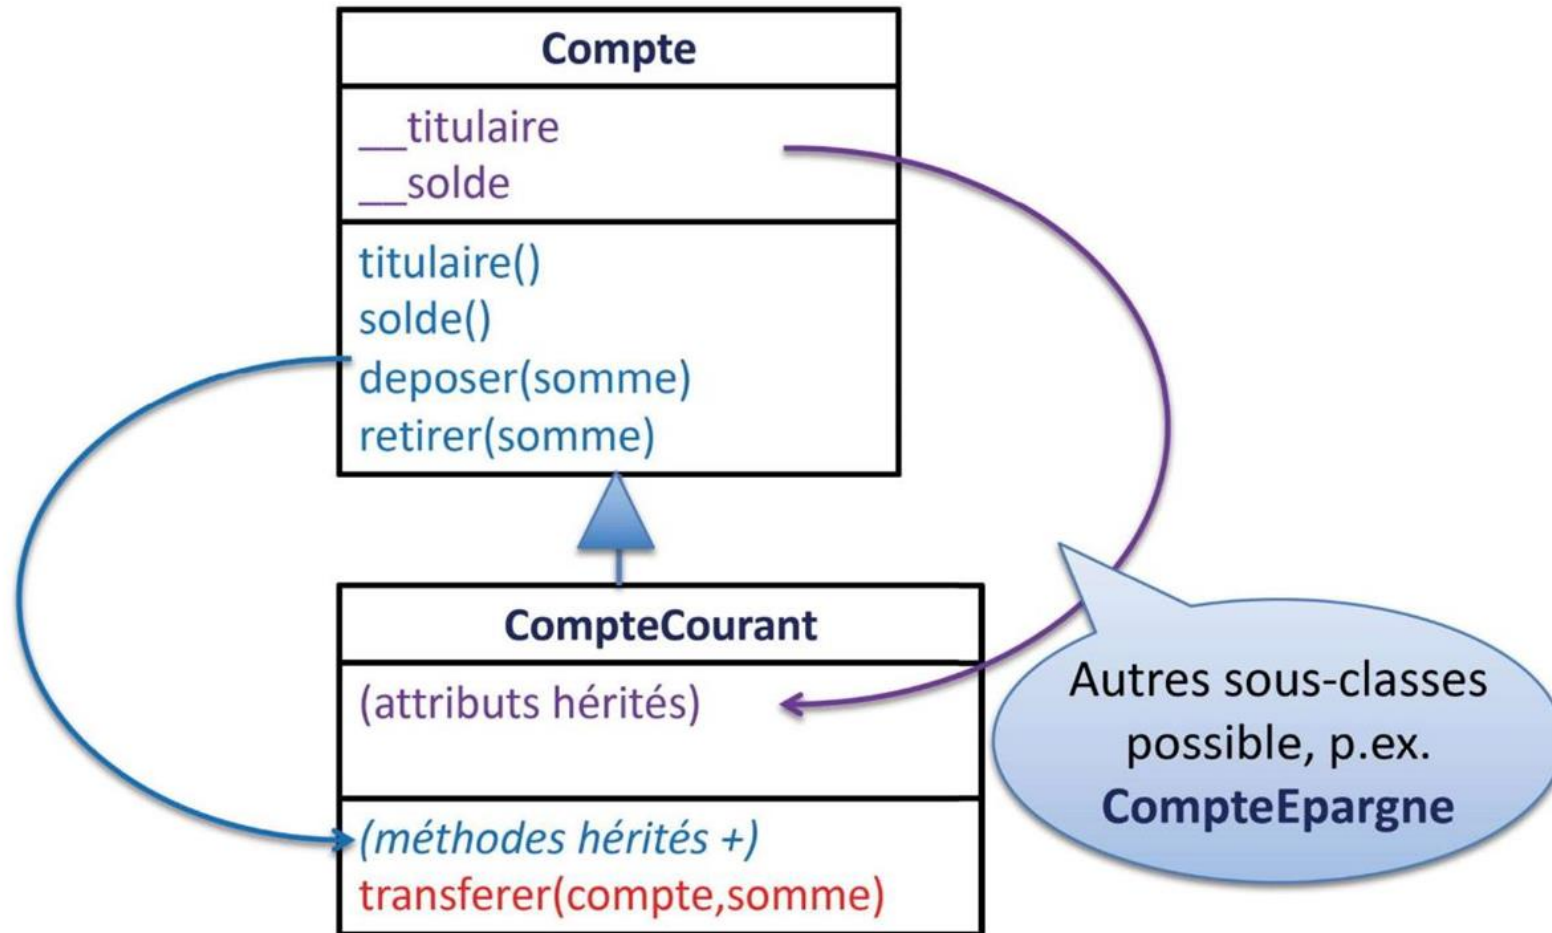 Compte
__titulaire
__solde
titulaire()
solde()
deposer(somme)
retirer(somme)
CompteCourant
(attributs hérités)
(méthodes hérités +)
transferer(compte,somme)
Autres sous-classes
possible, p.ex.
CompteEpargne